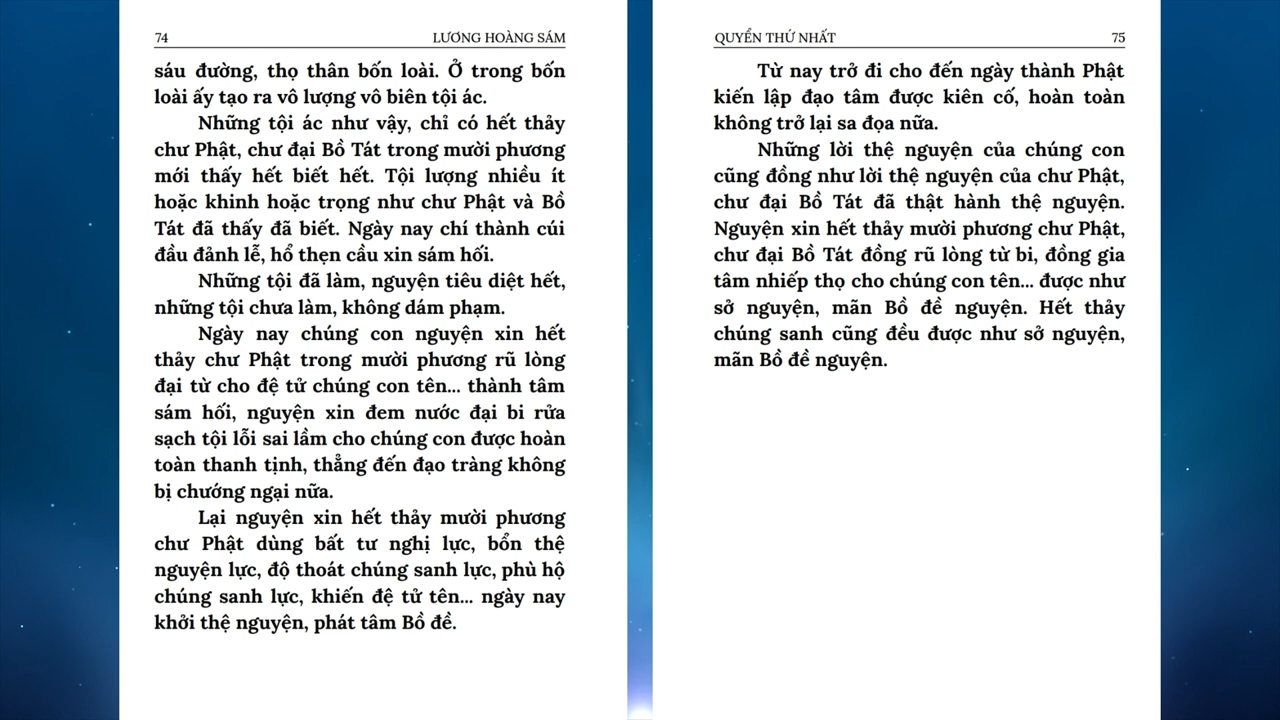 74 LƯƠNG HOÀNG SÁM
sáu đường, thọ thân bốn loài. Ở trong bốn
loài ấy tạo ra vô lượng vô biên tội ác.
Những tội ác như vậy, chỉ có hết thảy
chư Phật, chư đại Bồ Tát trong mười phương
mới thấy hết biết hết. Tội lượng nhiều ít
hoặc khinh hoặc trọng như chư Phật và Bồ
Tát đã thấy đã biết. Ngày nay chí thành cúi
đầu đảnh lễ, hổ thẹn cầu xin sám hối.
Những tội đã làm, nguyện tiêu diệt hết,
những tội chưa làm, không dám phạm.
Ngày nay chúng con nguyện xin hết
thảy chư Phật trong mười phương rũ lòng
đại từ cho đệ tử chúng con tên... thành tâm
sám hối, nguyện xin đem nước đại bi rửa
sạch tội lỗi sai lầm cho chúng con được hoàn
toàn thanh tịnh, thẳng đến đạo tràng không
bị chướng ngại nữa.
Lại nguyện xin hết thảy mười phương
chư Phật dùng bất tư nghị lực, bổn thệ
nguyện lực, độ thoát chúng sanh lực, phù hộ
chúng sanh lực, khiến đệ tử tên... ngày nay
khởi thệ nguyện, phát tâm Bồ đề.
QUYỂN THỨ NHẤT 75
Từ nay trở đi cho đến ngày thành Phật
kiến lập đạo tâm được kiên cố, hoàn toàn
không trở lại sa đọa nữa.
Những lời thệ nguyện của chúng con
cũng đồng như lời thệ nguyện của chư Phật,
chư đại Bồ Tát đã thật hành thệ nguyện.
Nguyện xin hết thảy mười phương chư Phật,
chư đại Bồ Tát đồng rũ lòng từ bi, đồng gia
tâm nhiếp thọ cho chúng con tên... được như
sở nguyện, mãn Bồ đề nguyện. Hết thảy
chúng sanh cũng đều được như sở nguyện,
mãn Bồ đề nguyện.